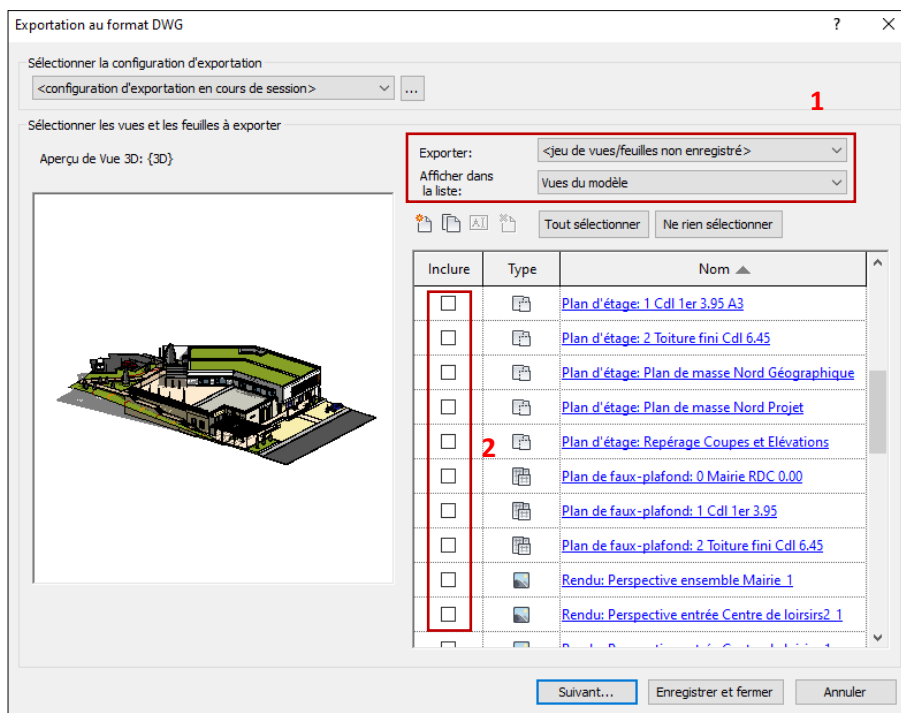 Exportation au format DWG ? ×
Sélectionner la configuration d'exportation
<configuration d'exportation en cours de session> ...
1
Sélectionner les vues et les feuilles à exporter
Aperçu de Vue 3D: {3D}
Exporter: <jeu de vues/feuilles non enregistré>
Afficher dans
la liste: Vues du modèle
Tout sélectionner Ne rien sélectionner
Inclure Type Nom
Plan d'étage: 1 Cdl 1er 3.95 A3
Plan d'étage: 2 Toiture fini Cdl 6.45
Plan d'étage: Plan de masse Nord Géographique
Plan d'étage: Plan de masse Nord Projet
2 Plan d'étage: Repérage Coupes et Elévations
Plan de faux-plafond: 0 Mairie RDC 0.00
Plan de faux-plafond: 1 Cdl 1er 3.95
Plan de faux-plafond: 2 Toiture fini Cdl 6.45
Rendu: Perspective ensemble Mairie_1
Rendu: Perspective entrée Centre de loirsirs2_1
Suivant... Enregistrer et fermer Annuler